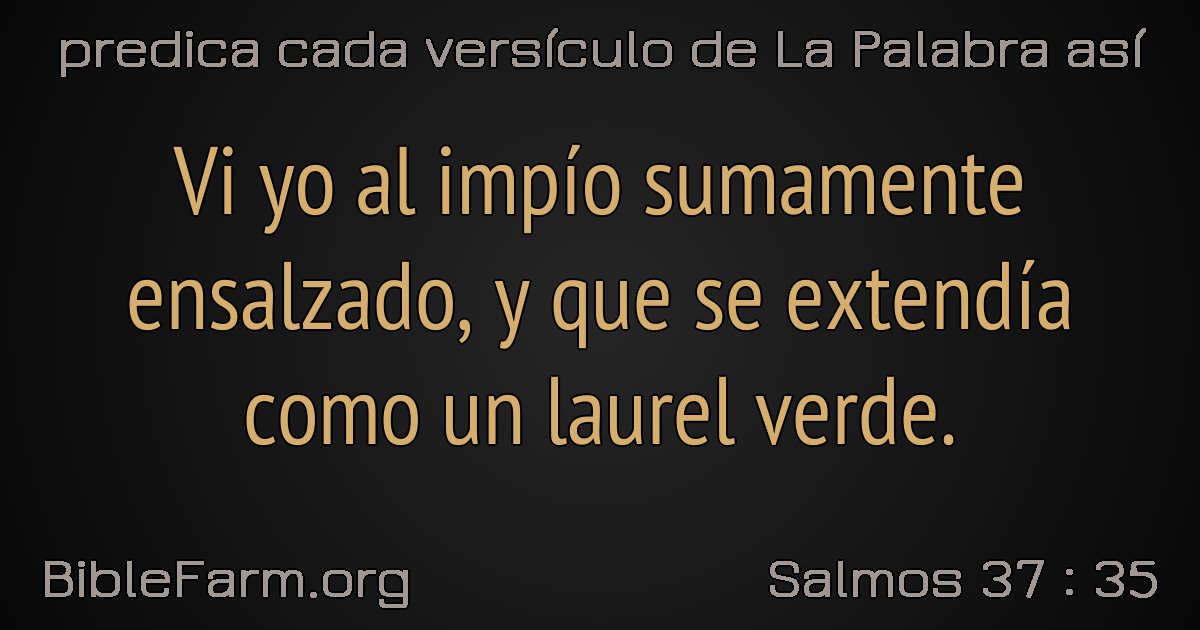 predica cada versículo de La Palabra así
Vi yo al impío sumamente
ensalzado, y que se extendía
como un laurel verde.
BibleFarm.org
Salmos 37 : 35